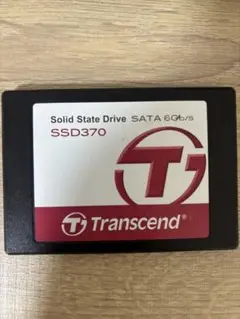 Solid State Drive SATA 6Gb/s
SSD370
Transcend